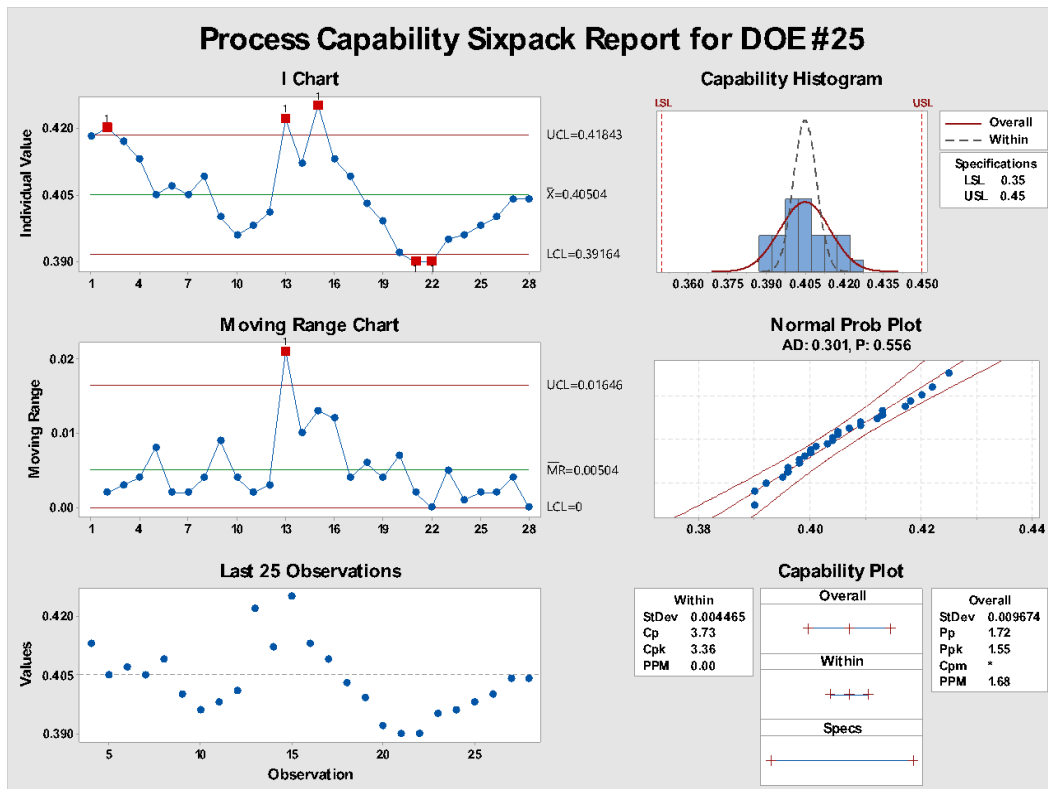 Process Capability Sixpack Report for DOE #25
I Chart
Individual Value
0.420
0.405
0.390
1
1
1
UCL=0.41843
X̿=0.40504
LCL=0.39164
1 4 7 10 13 16 19 22 25 28
Capability Histogram
LSL USL
0.360 0.375 0.390 0.405 0.420 0.435 0.450
Overall
Within
Specifications
LSL 0.35
USL 0.45
Moving Range Chart
Moving Range
0.02
0.01
0.00
1
UCL=0.01646
M̅R̅=0.00504
LCL=0
1 4 7 10 13 16 19 22 25 28
Normal Prob Plot
AD: 0.301, P: 0.556
0.38 0.40 0.42 0.44
Last 25 Observations
Values
0.420
0.405
0.390
5 10 15 20 25
Observation
Capability Plot
Within
StDev 0.004465
Cp 3.73
Cpk 3.36
PPM 0.00
Overall
Within
Specs
Overall
StDev 0.009674
Pp 1.72
Ppk 1.55
Cpm *
PPM 1.68